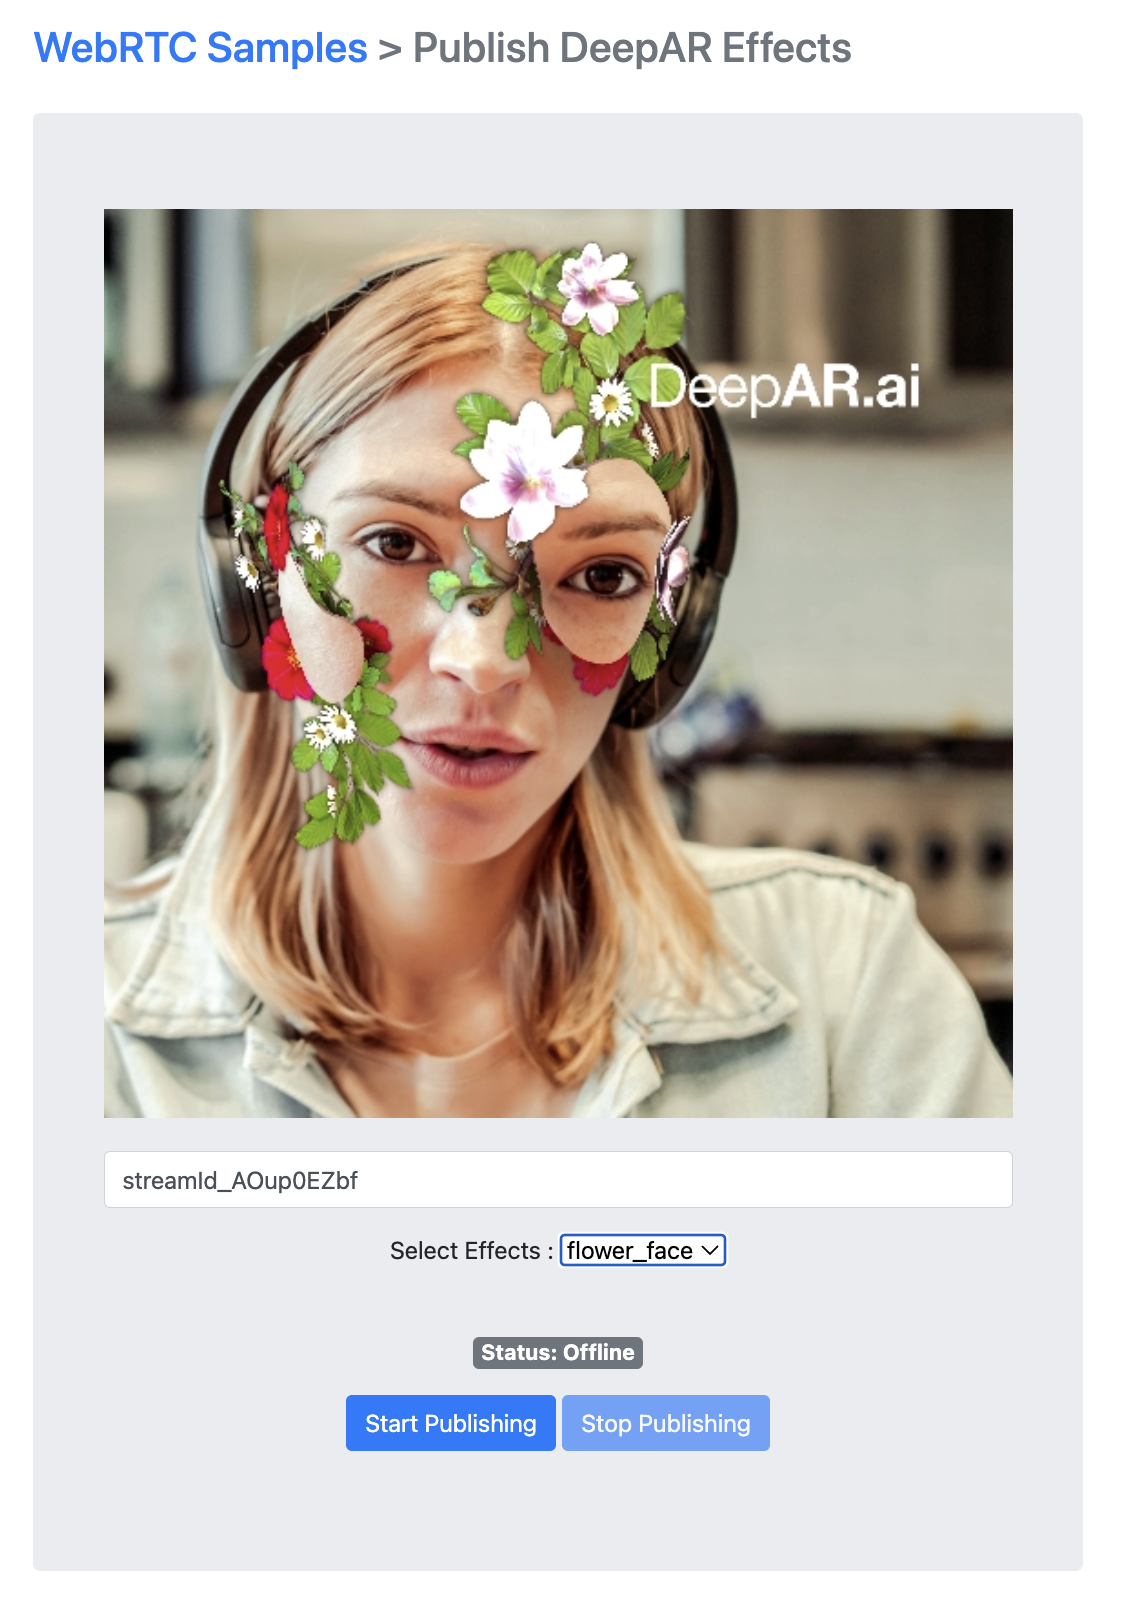 WebRTC Samples > Publish DeepAR Effects
DeepAR.ai
streamId_AOup0EZbf
Select Effects : flower_face
Status: Offline
Start Publishing Stop Publishing